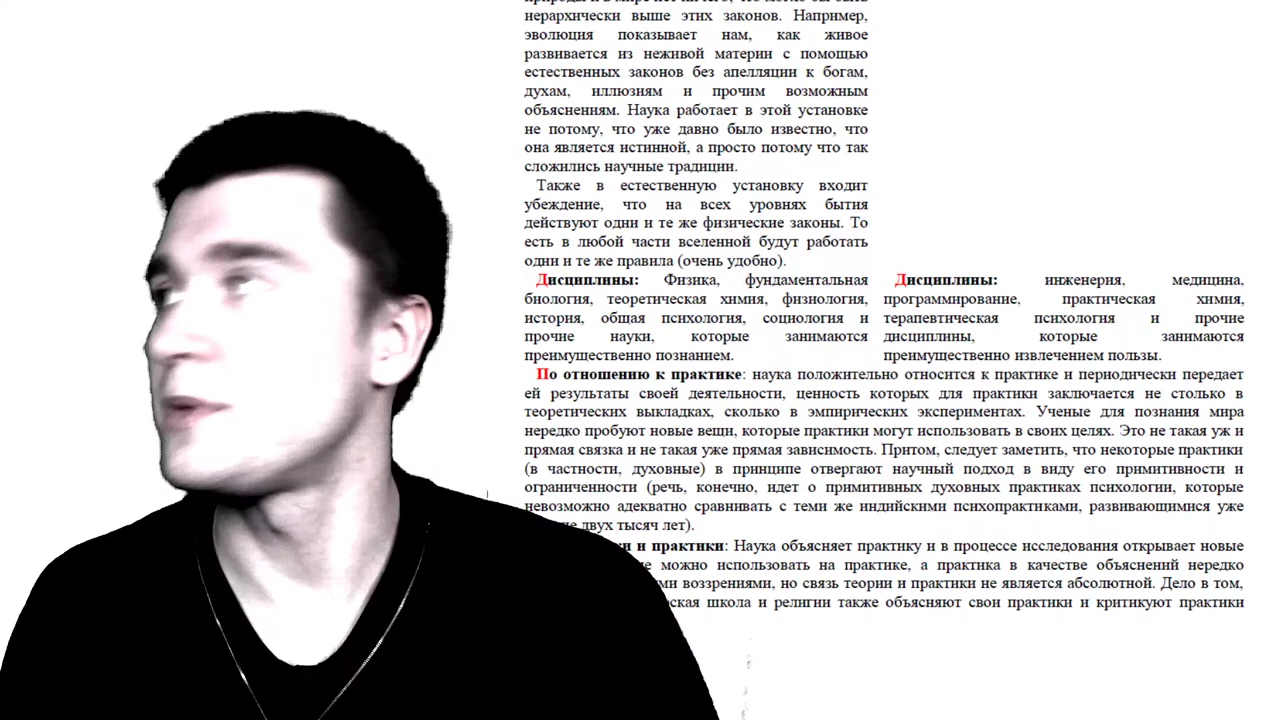 иерархически выше этих законов. Например,
эволюция показывает нам, как живое
развивается из неживой материи с помощью
естественных законов без апелляции к богам,
духам, иллюзиям и прочим возможным
объяснениям. Наука работает в этой установке
не потому, что уже давно было известно, что
она является истинной, а просто потому что так
сложились научные традиции.
Также в естественную установку входит
убеждение, что на всех уровнях бытия
действуют одни и те же физические законы. То
есть в любой части вселенной будут работать
одни и те же правила (очень удобно).
Дисциплины: Физика, фундаментальная
биология, теоретическая химия, физиология,
история, общая психология, социология и
прочие науки, которые занимаются
преимущественно познанием.
Дисциплины: инженерия, медицина,
программирование, практическая химия,
терапевтическая психология и прочие
дисциплины, которые занимаются
преимущественно извлечением пользы.
По отношению к практике: наука положительно относится к практике и периодически передает
ей результаты своей деятельности, ценность которых для практики заключается не столько в
теоретических выкладках, сколько в эмпирических экспериментах. Ученые для познания мира
нередко пробуют новые вещи, которые практики могут использовать в своих целях. Это не такая уж и
прямая связка и не такая уже прямая зависимость. Притом, следует заметить, что некоторые практики
(в частности, духовные) в принципе отвергают научный подход в виду его примитивности и
ограниченности (речь, конечно, идет о примитивных духовных практиках психологии, которые
невозможно адекватно сравнивать с теми же индийскими психопрактиками, развивающимися уже
двух тысяч лет).
и практики: Наука объясняет практику и в процессе исследования открывает новые
можно использовать на практике, а практика в качестве объяснений нередко
воззрениями, но связь теории и практики не является абсолютной. Дело в том,
школа и религии также объясняют свои практики и критикуют практики